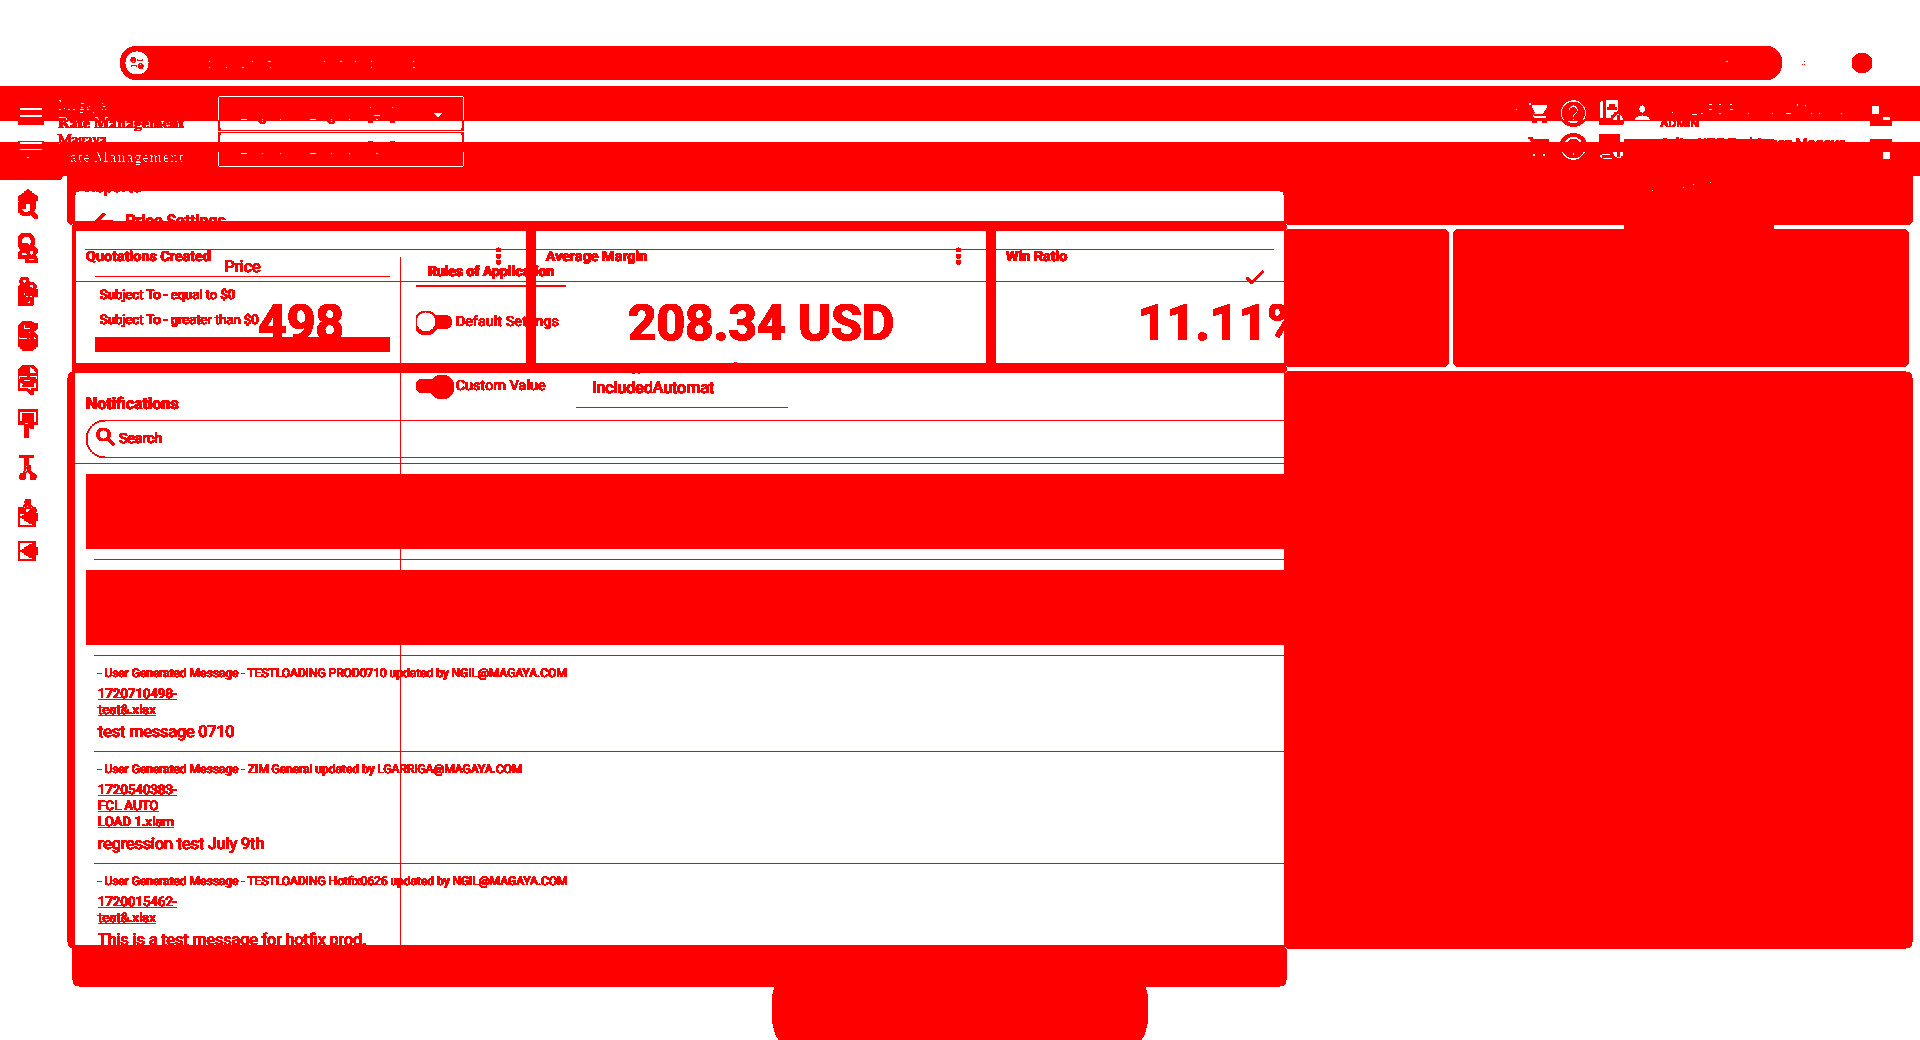 Rate Management
Magaya
Rate Management
ADMIN
Price Settings
Quotations Created
Average Margin
Win Ratio
Price
Rules of Application
Subject To - equal to $0
Subject To - greater than $0
498
Default Settings
208.34 USD
11.11%
Custom Value
IncludedAutomat
Notifications
Search
- User Generated Message - TESTLOADING PROD0710 updated by NGIL@MAGAYA.COM
1720710498-
test&.xlsx
test message 0710
- User Generated Message - ZIM General updated by LGARRIGA@MAGAYA.COM
1720540383-
FCL AUTO
LOAD 1.xlsm
regression test July 9th
- User Generated Message - TESTLOADING Hotfix0626 updated by NGIL@MAGAYA.COM
1720015462-
test&.xlsx
This is a test message for hotfix prod.